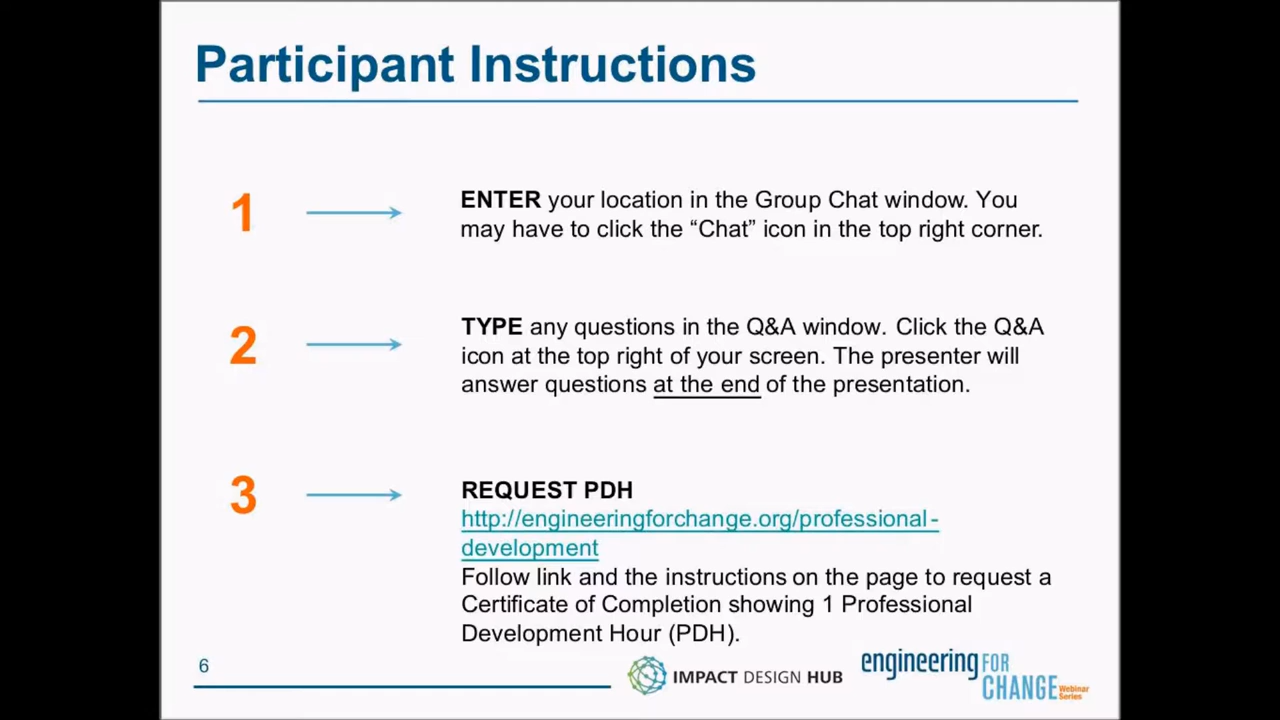 Participant Instructions
1
ENTER your location in the Group Chat window. You
may have to click the “Chat” icon in the top right corner.
2
TYPE any questions in the Q&A window. Click the Q&A
icon at the top right of your screen. The presenter will
answer questions at the end of the presentation.
3
REQUEST PDH
http://engineeringforchange.org/professional-
development
Follow link and the instructions on the page to request a
Certificate of Completion showing 1 Professional
Development Hour (PDH).
6
IMPACT DESIGN HUB
engineering FOR
CHANGE Webinar
Series